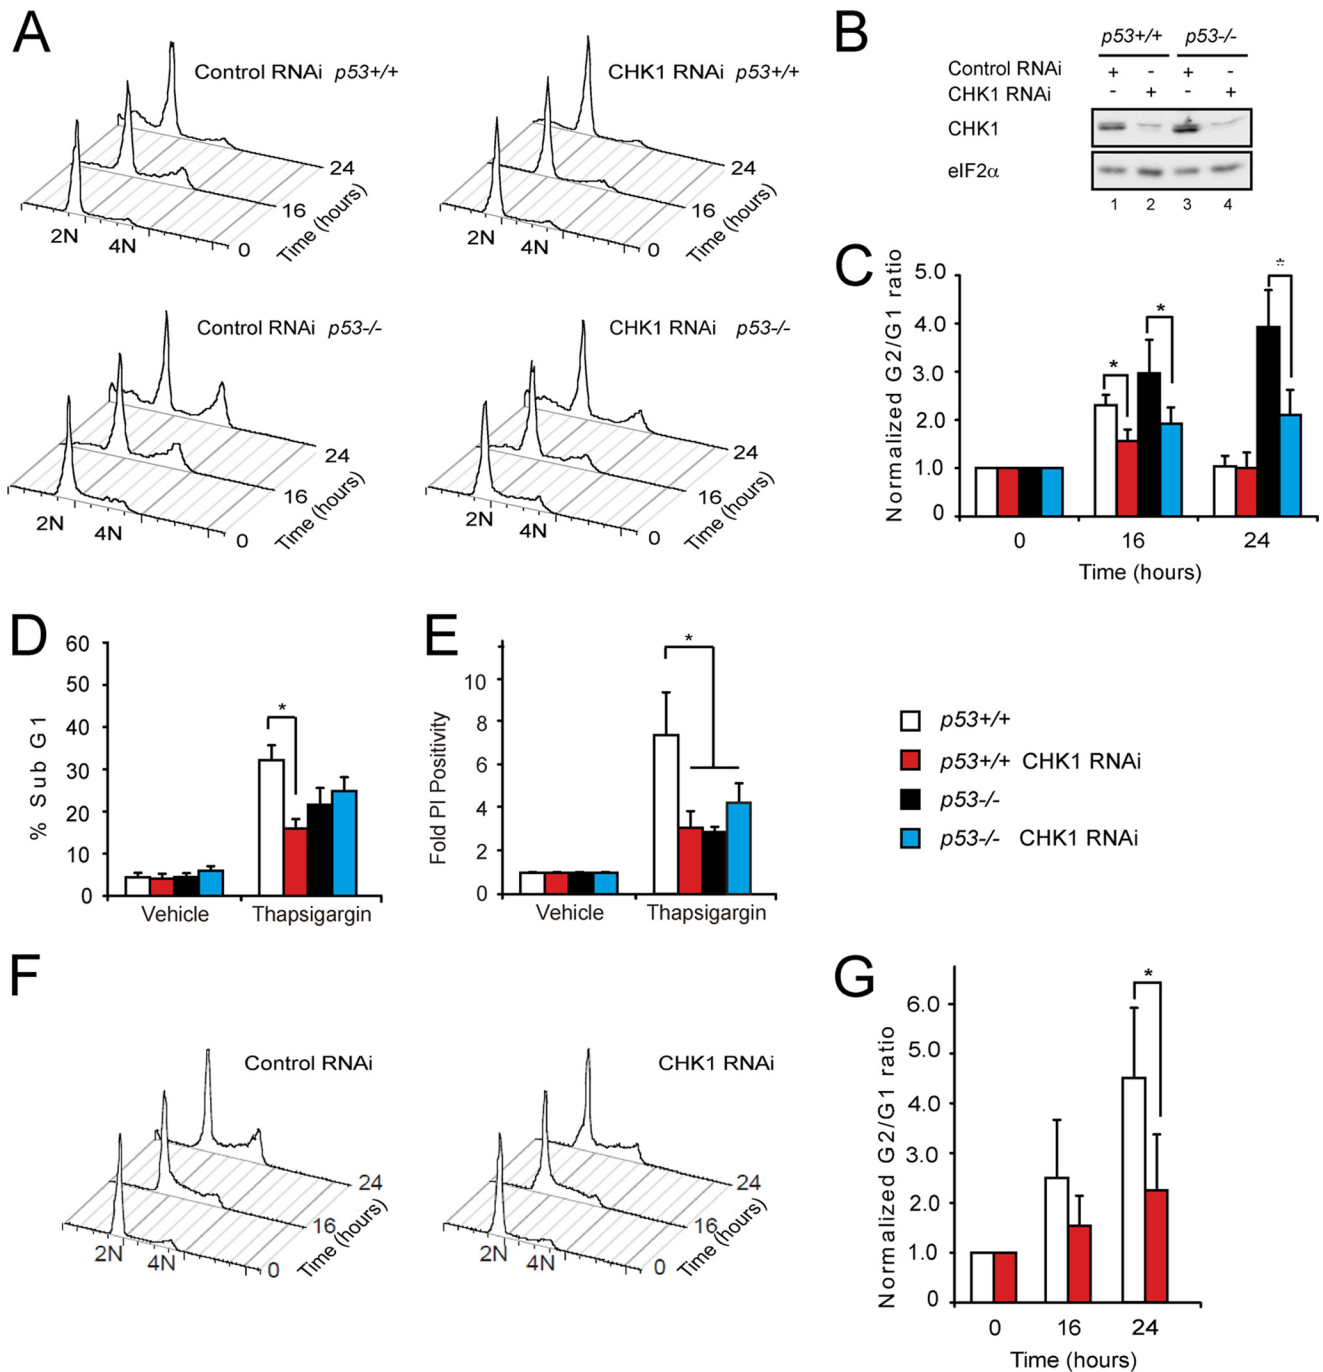 A
Control RNAi p53+/+
24
16
0
2N
4N
Time (hours)
CHK1 RNAi p53+/+
24
16
0
2N
4N
Time (hours)
Control RNAi p53-/-
24
16
0
2N
4N
Time (hours)
CHK1 RNAi p53-/-
24
16
0
2N
4N
Time (hours)
B
p53+/+ p53-/-
Control RNAi + - + -
CHK1 RNAi - + - +
CHK1
eIF2α
1 2 3 4
C
Normalized G2/G1 ratio
5.0
4.0
3.0
2.0
1.0
0
* * *
0 16 24
Time (hours)
D
% Sub G1
60
50
40
30
20
10
0
*
Vehicle Thapsigargin
E
Fold PI Positivity
10
8
6
4
2
0
*
Vehicle Thapsigargin
p53+/+
p53+/+ CHK1 RNAi
p53-/-
p53-/- CHK1 RNAi
F
Control RNAi
24
16
0
2N
4N
Time (hours)
CHK1 RNAi
24
16
0
2N
4N
Time (hours)
G
Normalized G2/G1 ratio
6.0
5.0
4.0
3.0
2.0
1.0
0
*
0 16 24
Time (hours)